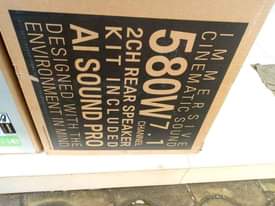 IMMERSIVE
CINEMATIC SOUND
580W 7.1
CHANNEL
2CH REAR SPEAKER
KIT INCLUDED
AI SOUND PRO
DESIGNED WITH THE
ENVIRONMENT IN MIND